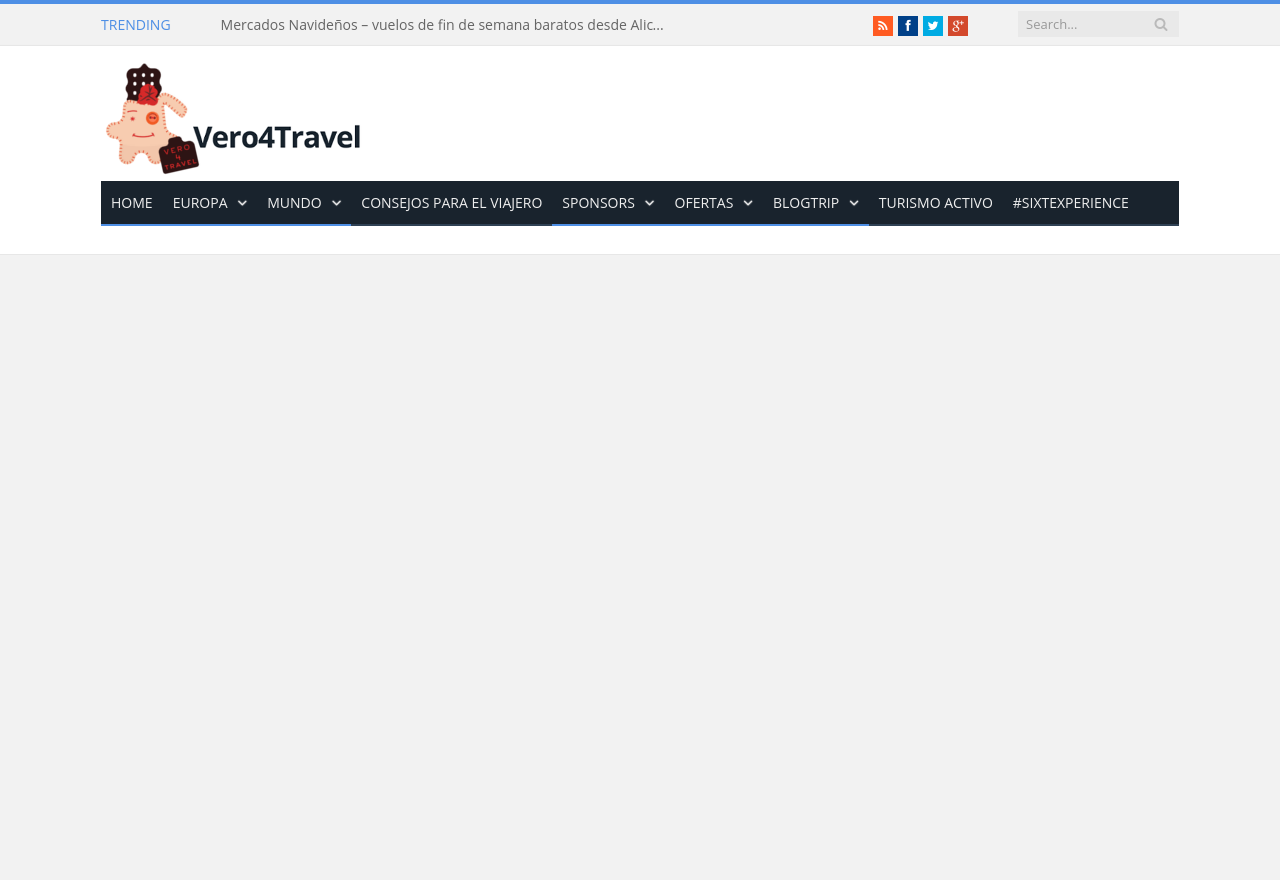 TRENDING
Mercados Navideños – vuelos de fin de semana baratos desde Alic...
Search...
VERO
4
TRAVEL
Vero4Travel
HOME EUROPA MUNDO CONSEJOS PARA EL VIAJERO SPONSORS OFERTAS BLOGTRIP TURISMO ACTIVO #SIXTEXPERIENCE